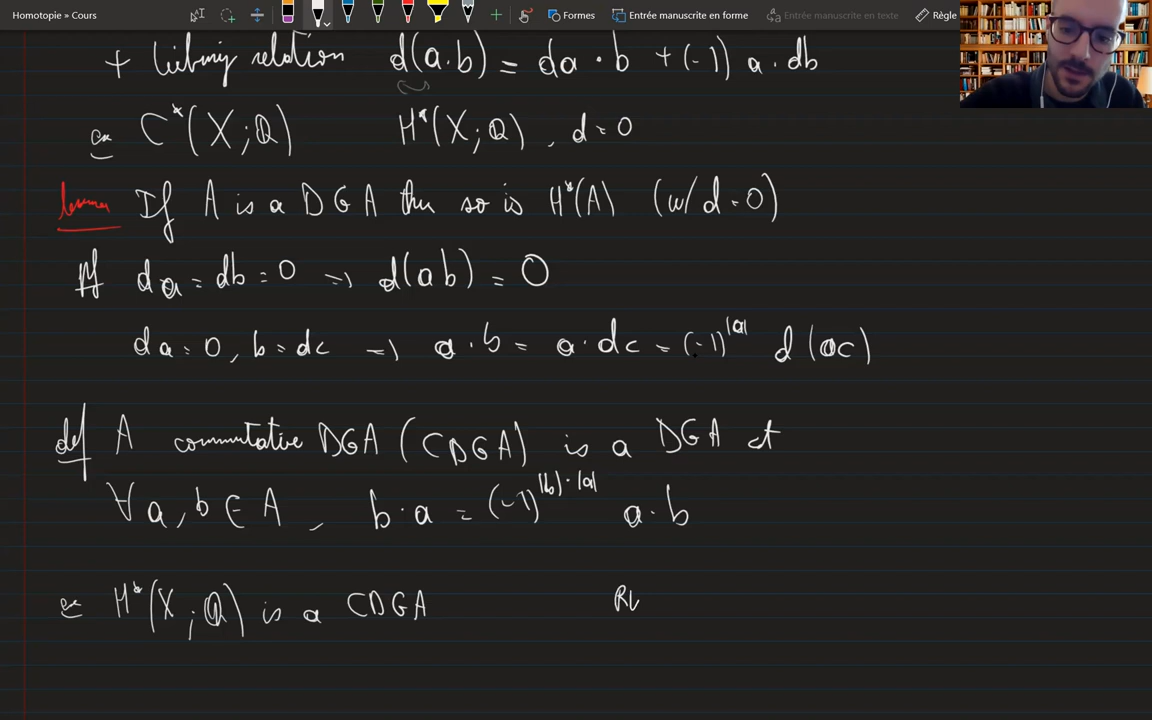 Homotopie » Cours
Formes Entrée manuscrite en forme Entrée manuscrite en texte Règle
+ relation d(a.b) = da . b + (-1) a . db
ex C*(X;Q) H*(X;Q), d=0
lemma If A is a DGA then so is H*(A) (w/ d=0)
Pf da = db = 0 ⇒ d(ab) = 0
da = 0, b = dc ⇒ a . b = a . dc = (-1)^|a| d(ac)
def A commutative DGA (CDGA) is a DGA st
∀ a, b ∈ A, b . a = (-1)^|b|.|a| a . b
ex H*(X;Q) is a CDGA